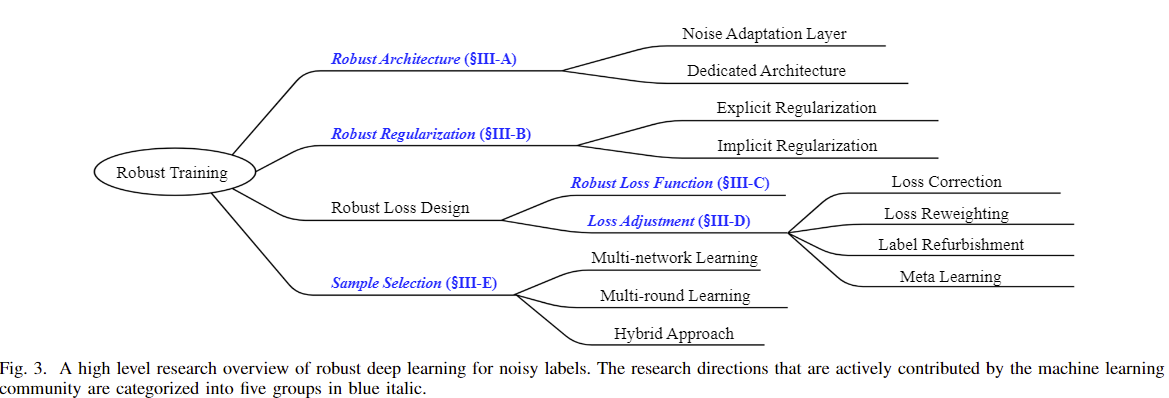 Robust Training
Robust Architecture (§III-A)
Noise Adaptation Layer
Dedicated Architecture
Robust Regularization (§III-B)
Explicit Regularization
Implicit Regularization
Robust Loss Design
Robust Loss Function (§III-C)
Loss Adjustment (§III-D)
Loss Correction
Loss Reweighting
Label Refurbishment
Meta Learning
Sample Selection (§III-E)
Multi-network Learning
Multi-round Learning
Hybrid Approach
Fig. 3. A high level research overview of robust deep learning for noisy labels. The research directions that are actively contributed by the machine learning
community are categorized into five groups in blue italic.